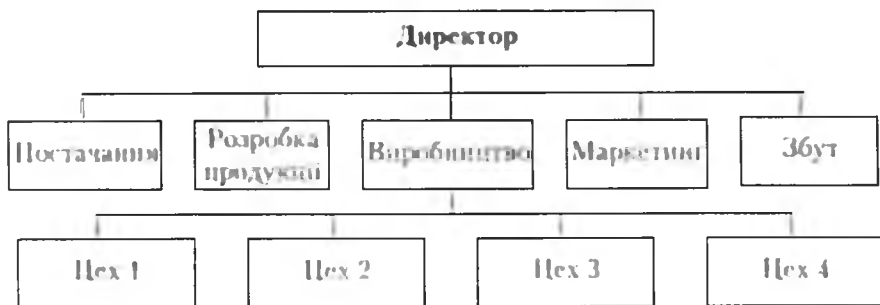 Директор
Постачання
Розробка
продукції
Виробництво
Маркетинг
Збут
Цех 1
Цех 2
Цех 3
Цех 4